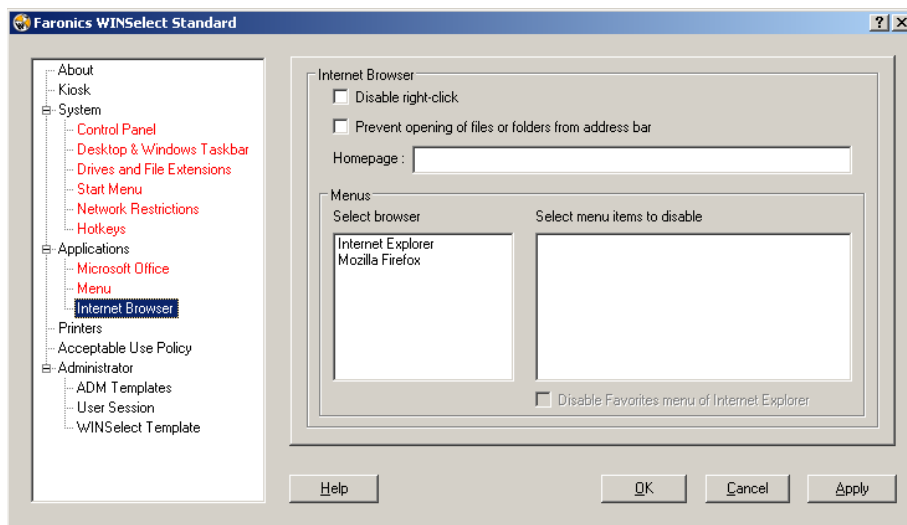 Faronics WINSelect Standard
About
Kiosk
System
Control Panel
Desktop & Windows Taskbar
Drives and File Extensions
Start Menu
Network Restrictions
Hotkeys
Applications
Microsoft Office
Menu
Internet Browser
Printers
Acceptable Use Policy
Administrator
ADM Templates
User Session
WINSelect Template
Internet Browser
Disable right-click
Prevent opening of files or folders from address bar
Homepage :
Menus
Select browser
Internet Explorer
Mozilla Firefox
Select menu items to disable
Disable Favorites menu of Internet Explorer
Help
OK
Cancel
Apply